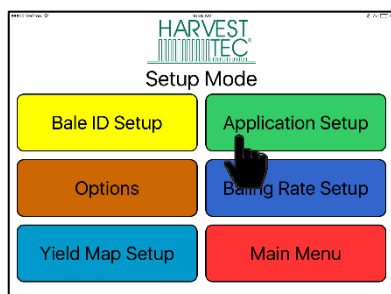 HARVEST
TEC
Setup Mode
Bale ID Setup
Application Setup
Options
Baling Rate Setup
Yield Map Setup
Main Menu